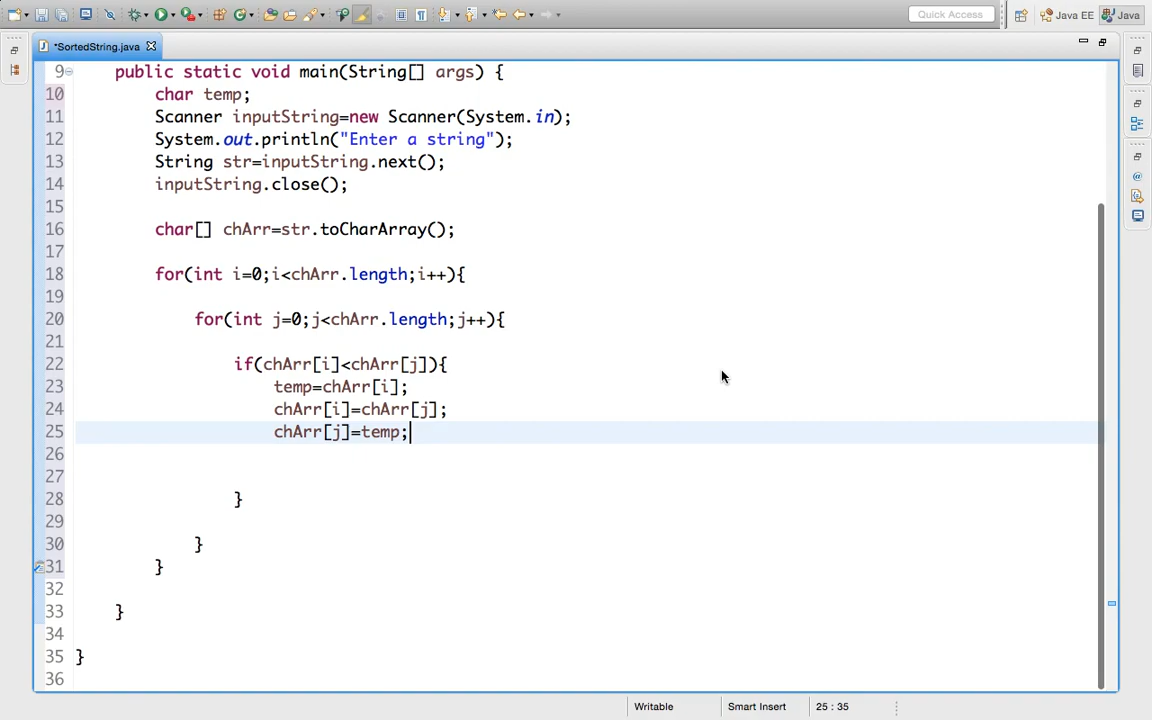 Quick Access
Java EE
Java
*SortedString.java
9 public static void main(String[] args) {
10 char temp;
11 Scanner inputString=new Scanner(System.in);
12 System.out.println("Enter a string");
13 String str=inputString.next();
14 inputString.close();
15
16 char[] chArr=str.toCharArray();
17
18 for(int i=0;i<chArr.length;i++){
19
20 for(int j=0;j<chArr.length;j++){
21
22 if(chArr[i]<chArr[j]){
23 temp=chArr[i];
24 chArr[i]=chArr[j];
25 chArr[j]=temp;
26
27
28 }
29
30 }
31 }
32
33 }
34
35 }
36
Writable
Smart Insert
25 : 35